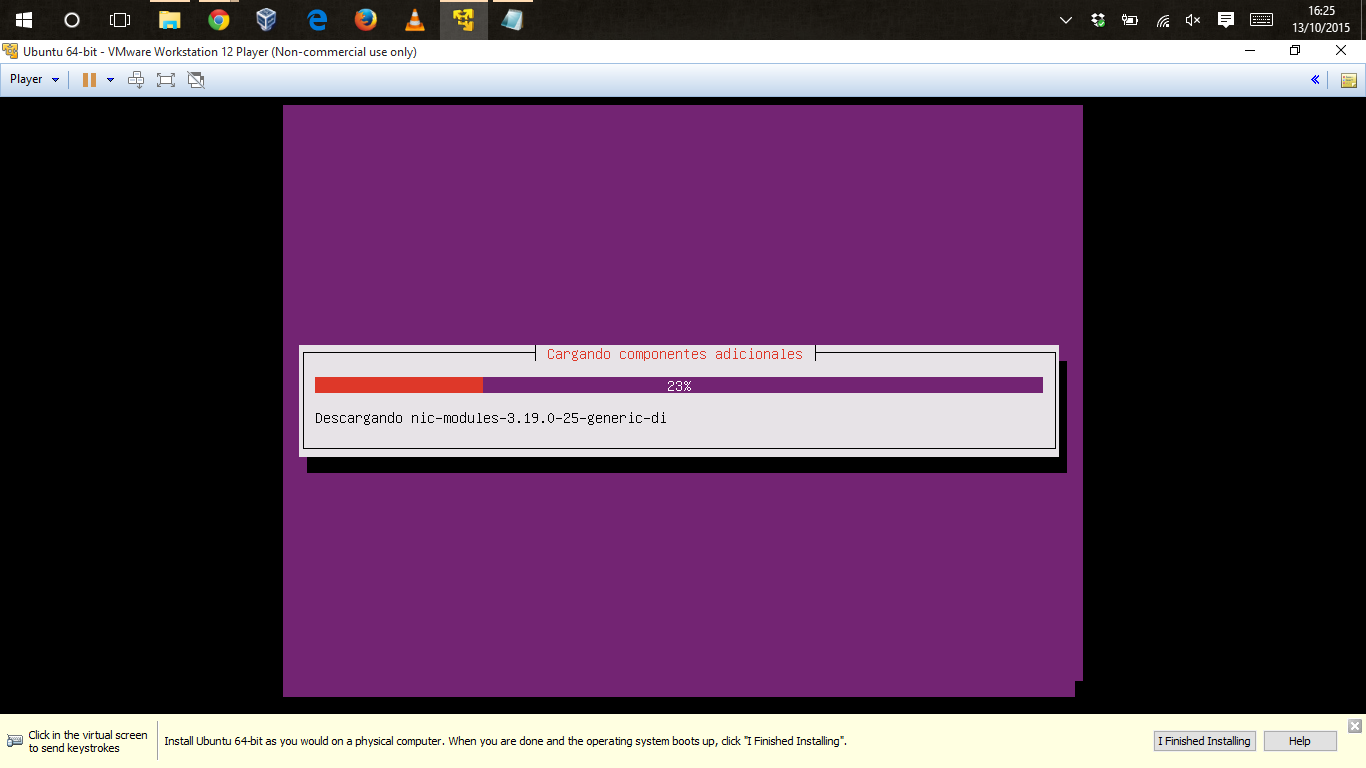 16:25
13/10/2015
Ubuntu 64-bit - VMware Workstation 12 Player (Non-commercial use only)
Player
Cargando componentes adicionales
23%
Descargando nic-modules-3.19.0-25-generic-di
Click in the virtual screen
to send keystrokes
Install Ubuntu 64-bit as you would on a physical computer. When you are done and the operating system boots up, click "I Finished Installing".
I Finished Installing
Help